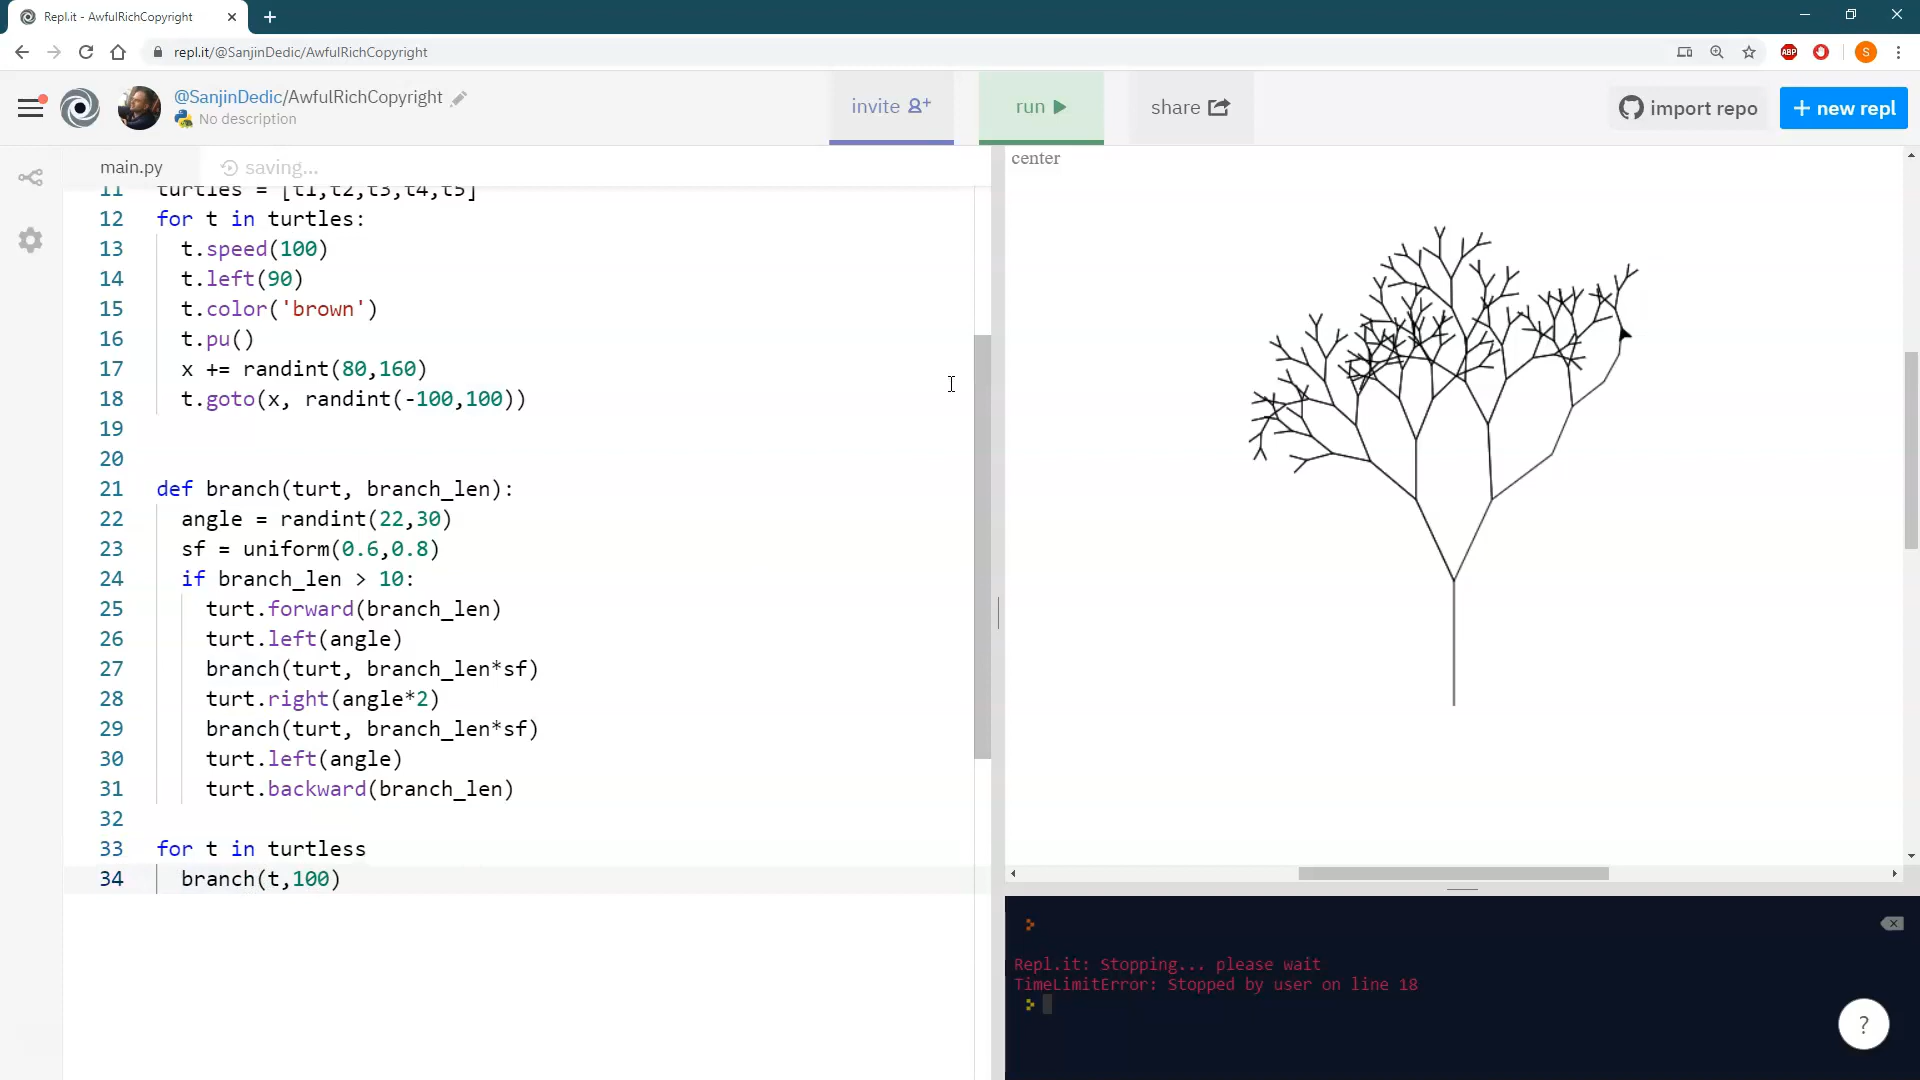 Repl.it - AwfulRichCopyright
repl.it/@SanjinDedic/AwfulRichCopyright
ABP
S
@SanjinDedic/AwfulRichCopyright
No description
invite
run
share
import repo
+ new repl
main.py
saving...
center
11 turtles = [t1,t2,t3,t4,t5]
12 for t in turtles:
13 t.speed(100)
14 t.left(90)
15 t.color('brown')
16 t.pu()
17 x += randint(80,160)
18 t.goto(x, randint(-100,100))
19
20
21 def branch(turt, branch_len):
22 angle = randint(22,30)
23 sf = uniform(0.6,0.8)
24 if branch_len > 10:
25 turt.forward(branch_len)
26 turt.left(angle)
27 branch(turt, branch_len*sf)
28 turt.right(angle*2)
29 branch(turt, branch_len*sf)
30 turt.left(angle)
31 turt.backward(branch_len)
32
33 for t in turtless
34 branch(t,100)
Repl.it: Stopping... please wait
TimeLimitError: Stopped by user on line 18
?